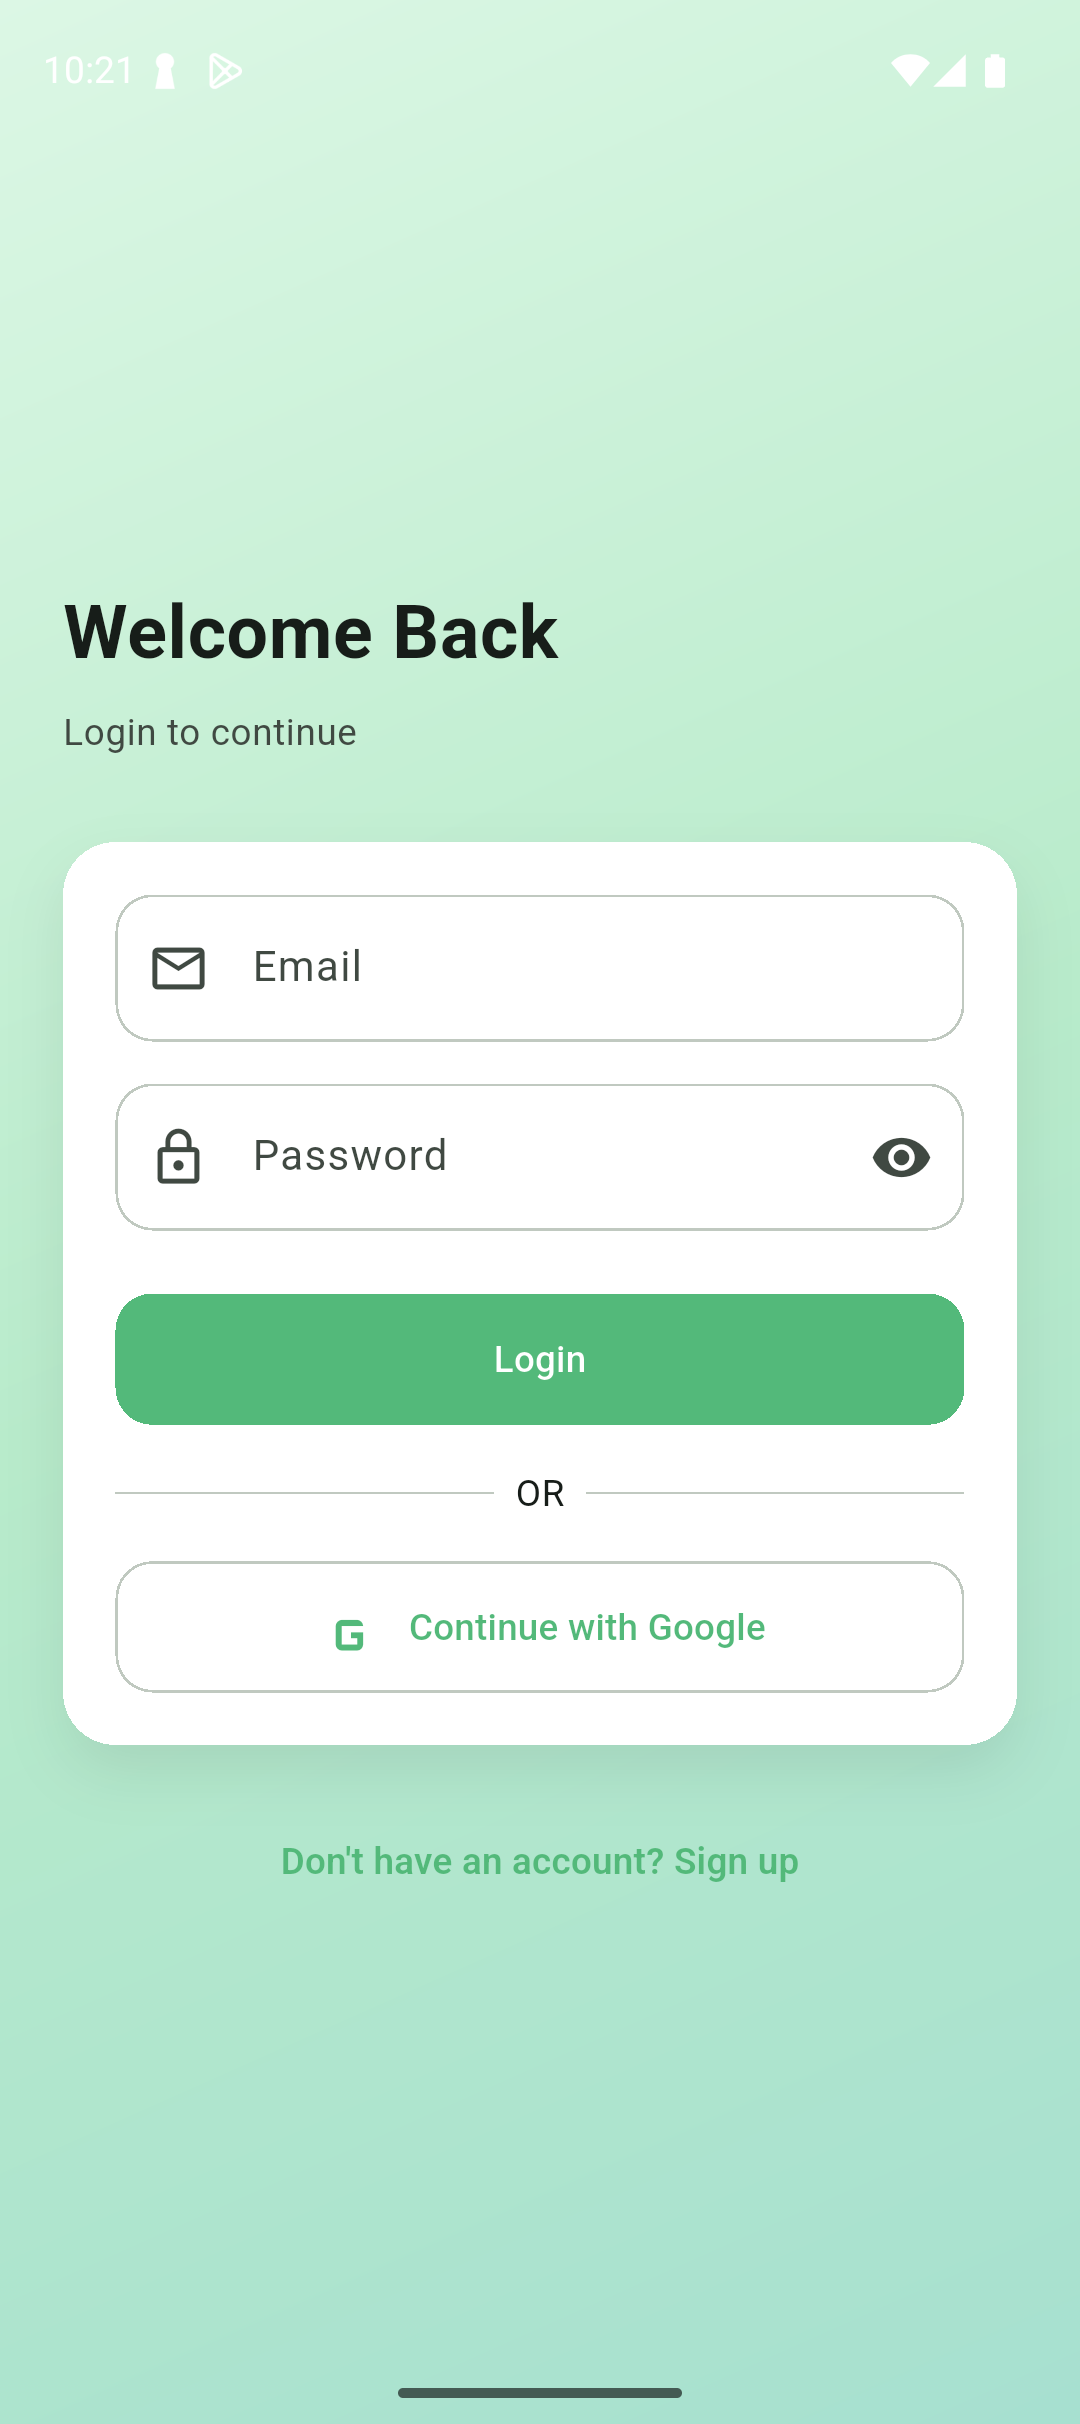 10:21
Welcome Back
Login to continue
Email
Password
Login
OR
G Continue with Google
Don't have an account? Sign up